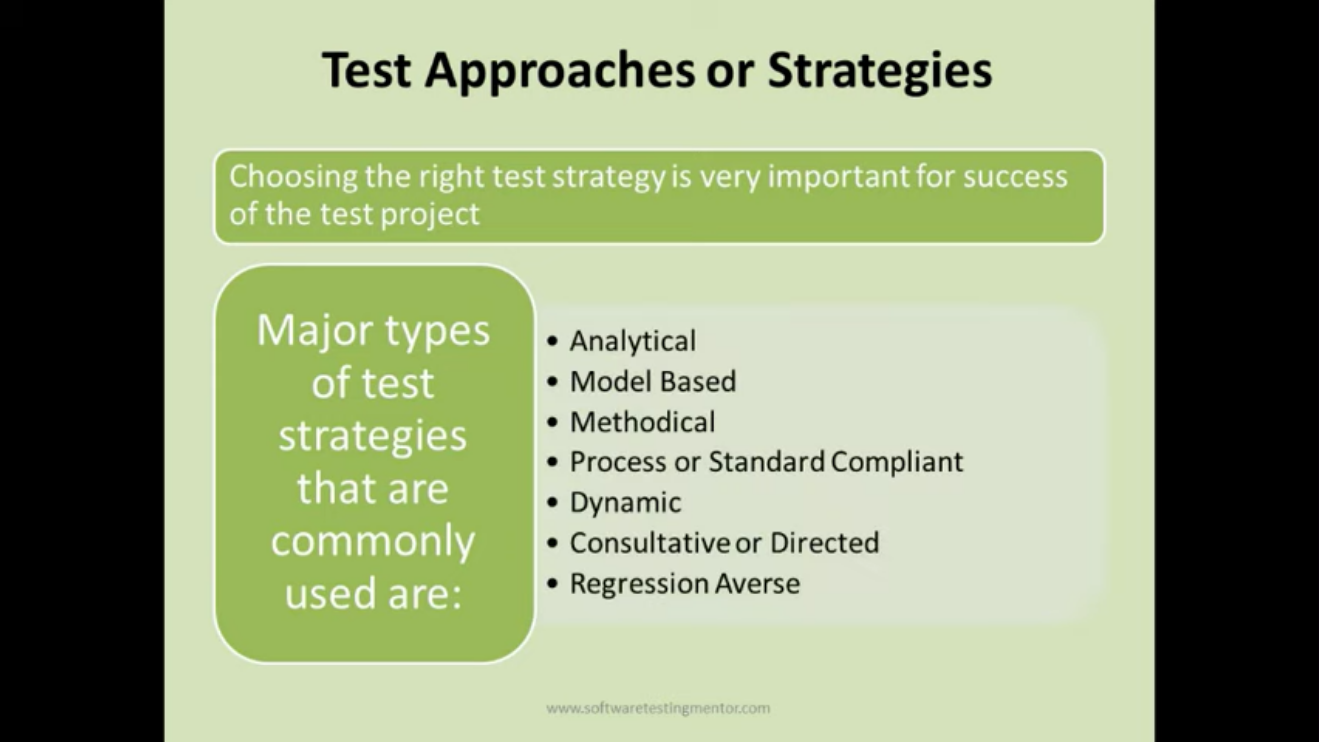 Test Approaches or Strategies
Choosing the right test strategy is very important for success
of the test project
Major types
of test
strategies
that are
commonly
used are:
• Analytical
• Model Based
• Methodical
• Process or Standard Compliant
• Dynamic
• Consultative or Directed
• Regression Averse
www.softwaretestingmentor.com